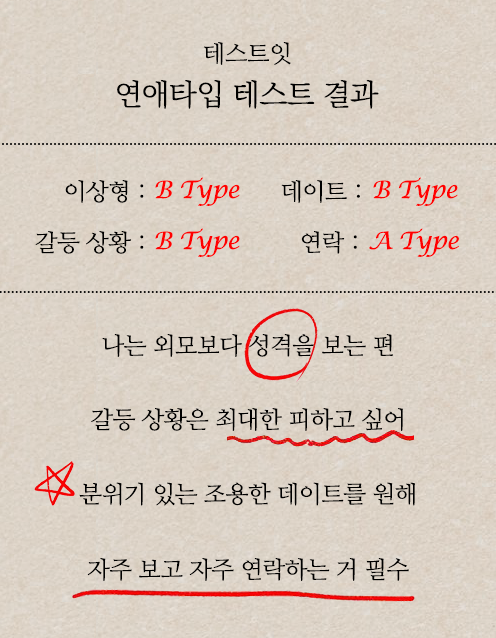 테스트잇
연애타입 테스트 결과
이상형 : B Type 데이트 : B Type
갈등 상황 : B Type 연락 : A Type
나는 외모보다 성격을 보는 편
갈등 상황은 최대한 피하고 싶어
분위기 있는 조용한 데이트를 원해
자주 보고 자주 연락하는 거 필수